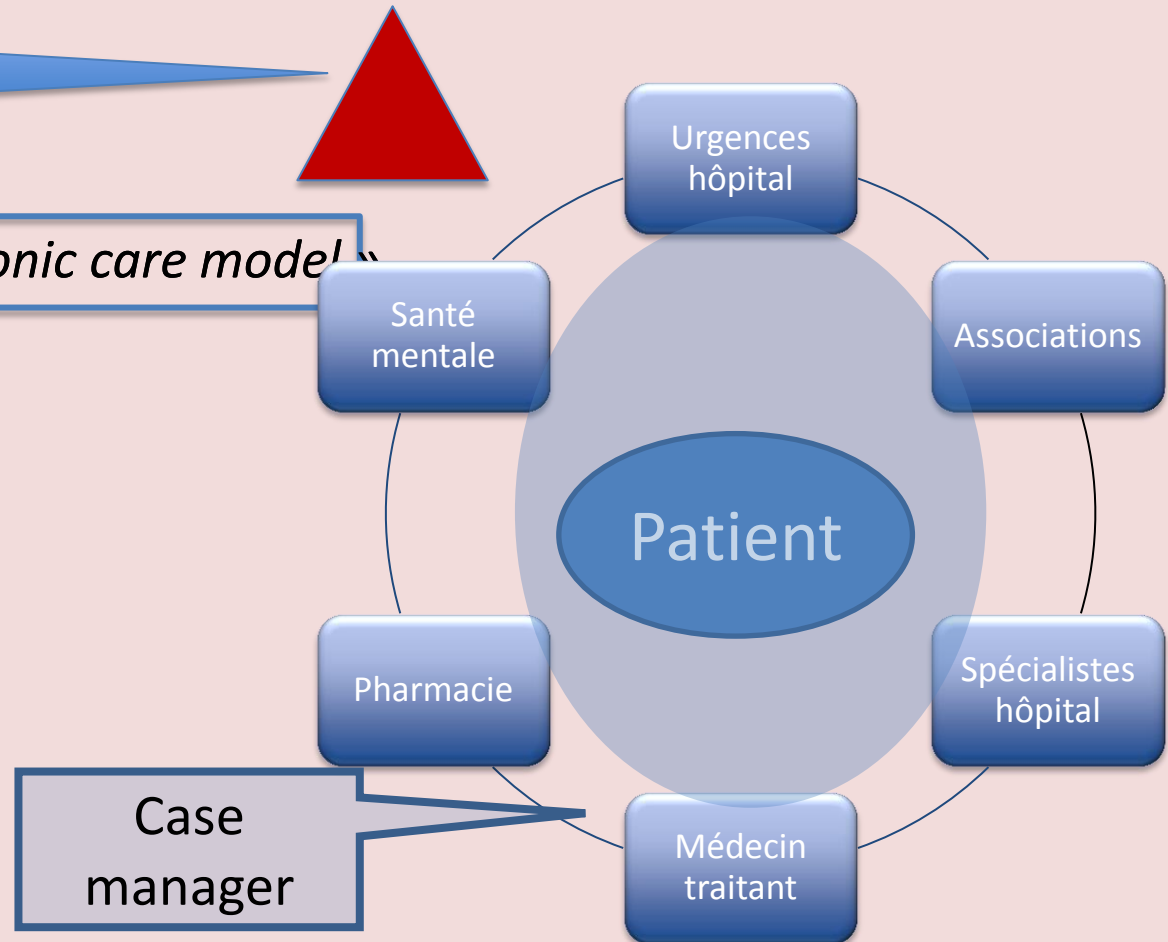 Urgences
hôpital
onic care model »
Santé
mentale
Associations
Patient
Pharmacie
Spécialistes
hôpital
Case
manager
Médecin
traitant